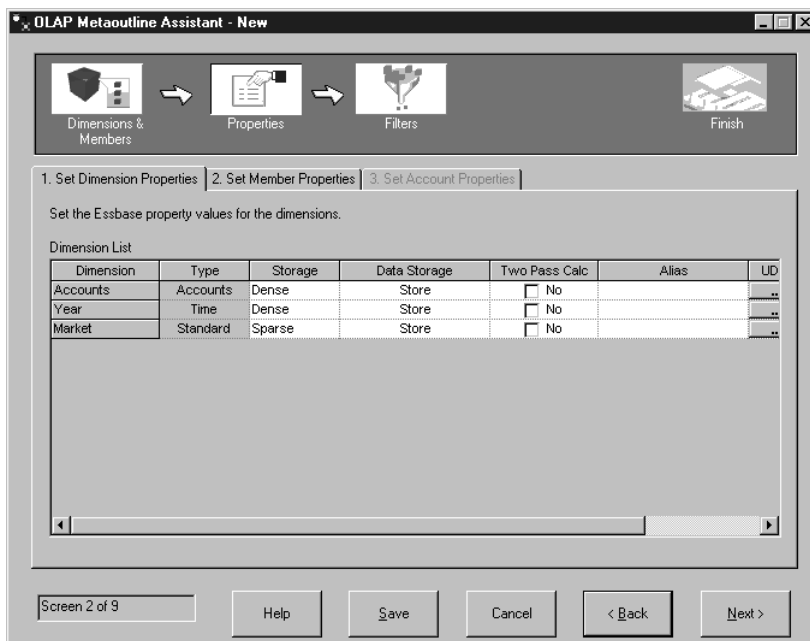 OLAP Metaoutline Assistant - New
Dimensions &
Members
Properties
Filters
Finish
1. Set Dimension Properties 2. Set Member Properties 3. Set Account Properties
Set the Essbase property values for the dimensions.
Dimension List
Dimension Type Storage Data Storage Two Pass Calc Alias UD
Accounts Accounts Dense Store No ..
Year Time Dense Store No ..
Market Standard Sparse Store No ..
Screen 2 of 9 Help Save Cancel < Back Next >